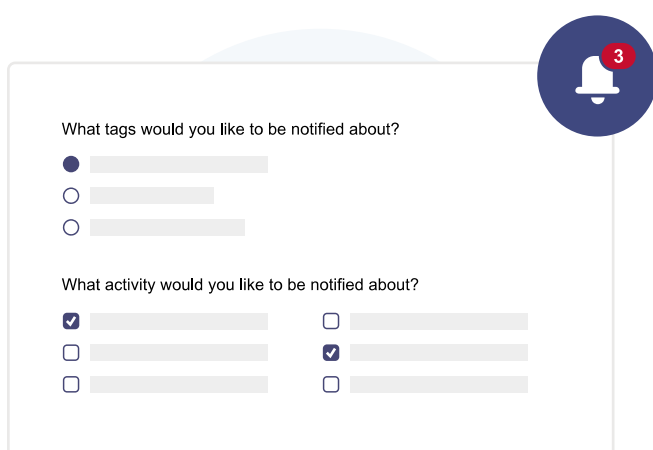 3
What tags would you like to be notified about?
What activity would you like to be notified about?